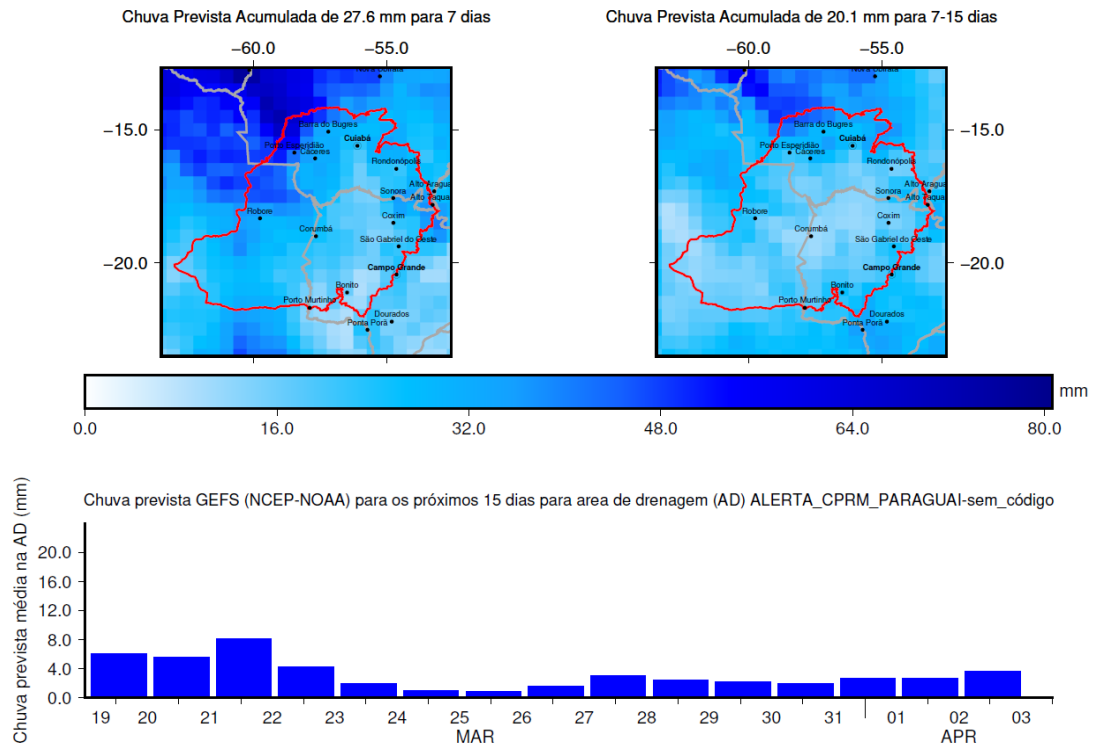 Chuva Prevista Acumulada de 27.6 mm para 7 dias
Chuva Prevista Acumulada de 20.1 mm para 7-15 dias
−60.0 −55.0
−60.0 −55.0
−15.0
−20.0
Barra do Bugres
Cuiabá
Porto Esperidião
Cáceres
Rondonópolis
Sonora
Robore
Coxim
Corumbá
São Gabriel do Oeste
Campo Grande
Bonito
Porto Murtinho
Dourados
Ponta Porã
−15.0
−20.0
Barra do Bugres
Cuiabá
Porto Esperidião
Cáceres
Rondonópolis
Sonora
Robore
Coxim
Corumbá
São Gabriel do Oeste
Campo Grande
Bonito
Porto Murtinho
Dourados
Ponta Porã
0.0 16.0 32.0 48.0 64.0 80.0 mm
Chuva prevista GEFS (NCEP-NOAA) para os próximos 15 dias para area de drenagem (AD) ALERTA_CPRM_PARAGUAI-sem_código
Chuva prevista média na AD (mm)
20.0
16.0
12.0
8.0
4.0
0.0
19 20 21 22 23 24 25 26 27 28 29 30 31 01 02 03
MAR APR